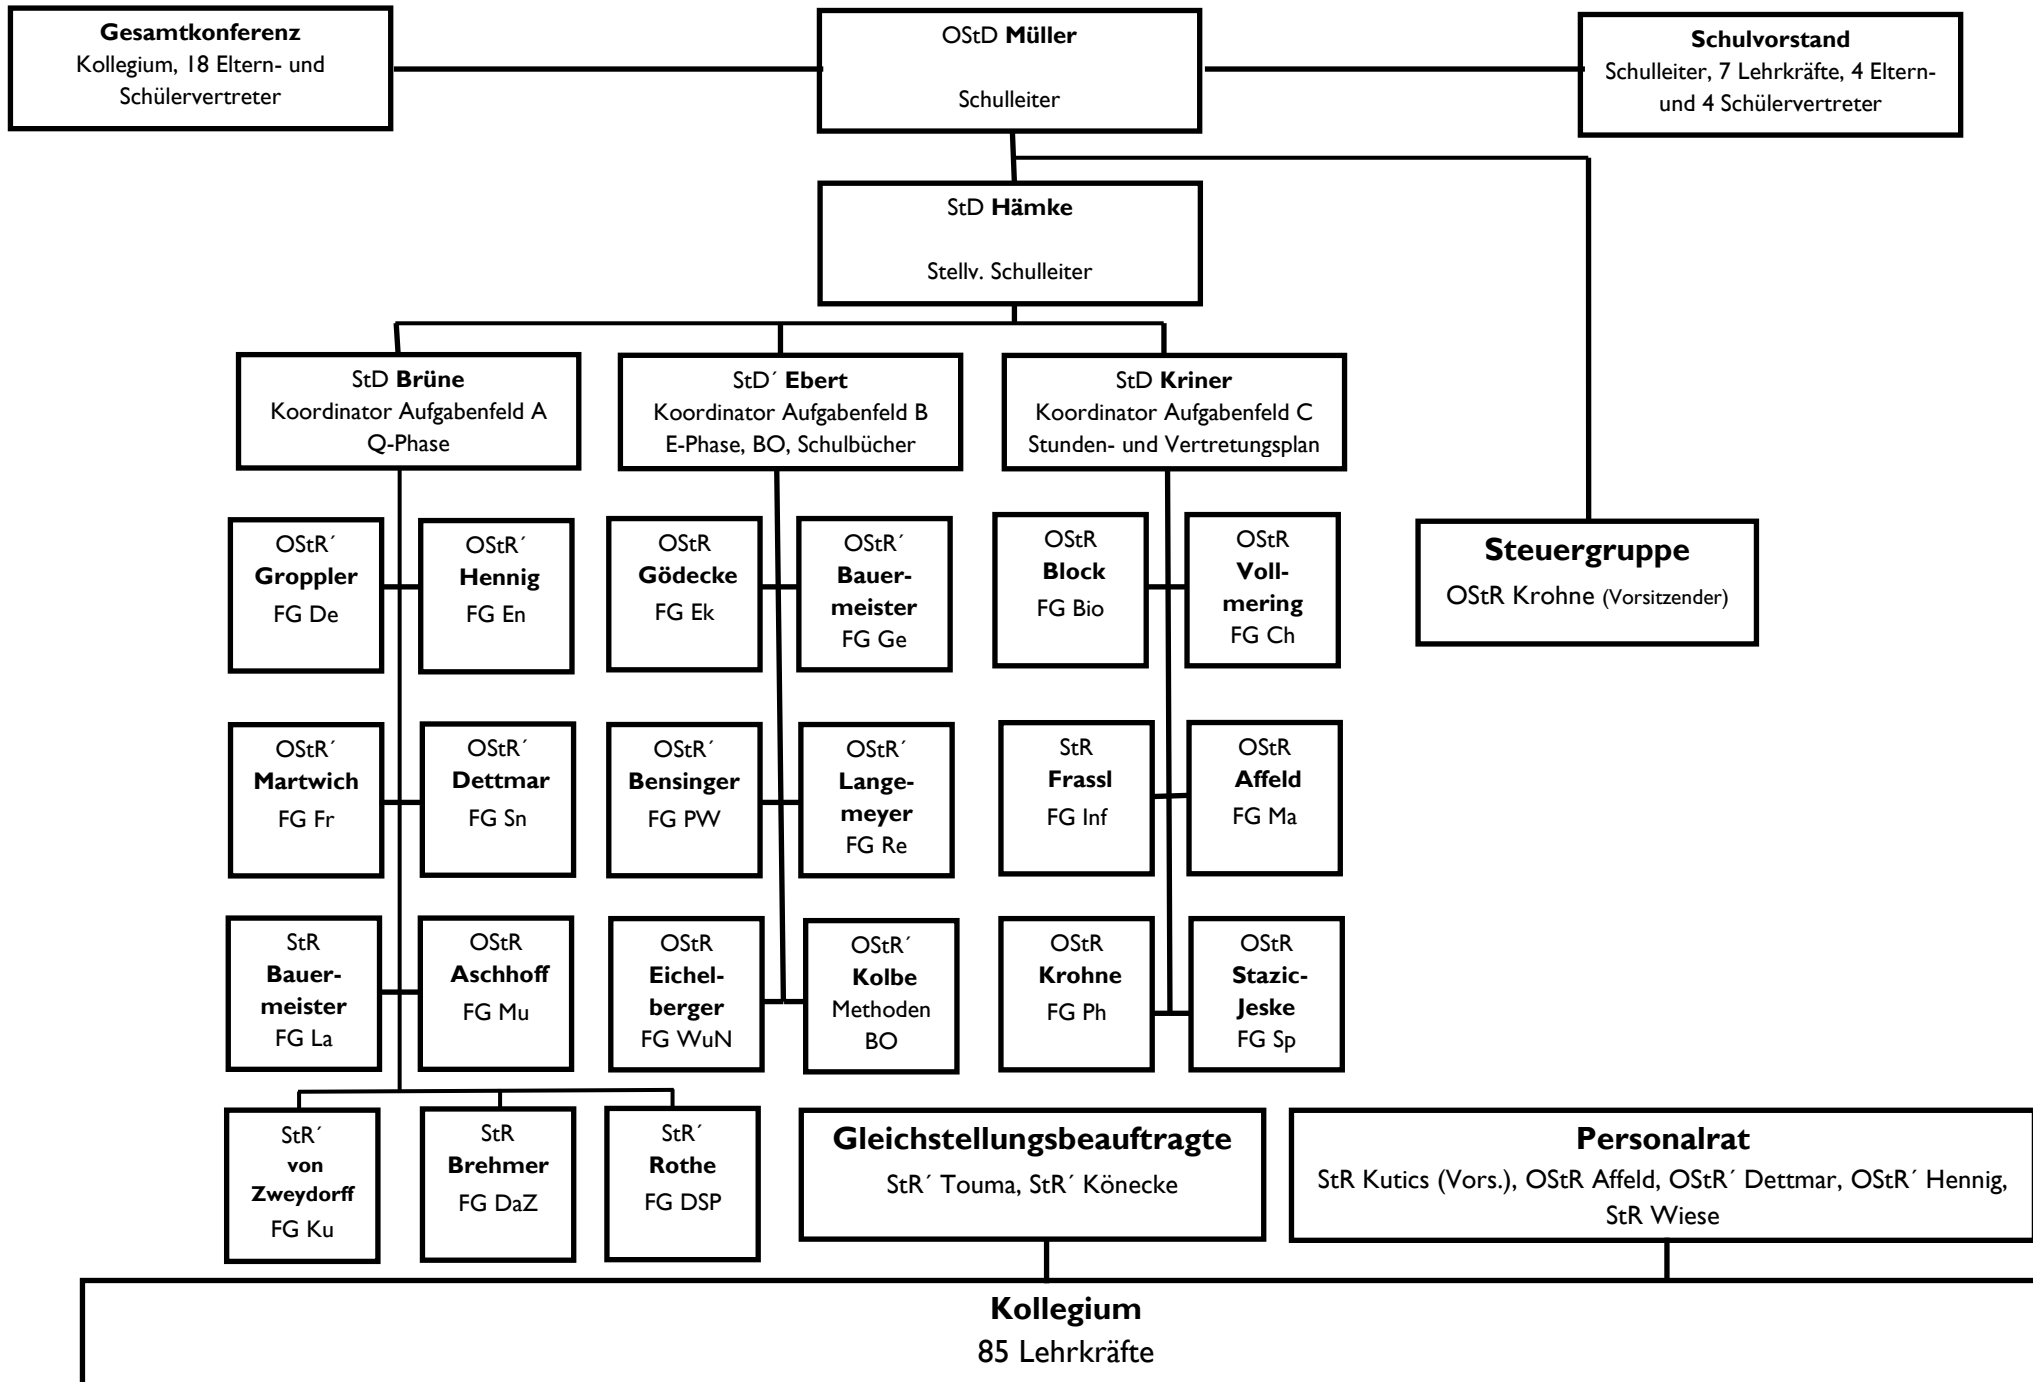 Gesamtkonferenz
Kollegium, 18 Eltern- und
Schülervertreter
OStD Müller
Schulleiter
Schulvorstand
Schulleiter, 7 Lehrkräfte, 4 Eltern-
und 4 Schülervertreter
StD Hämke
Stellv. Schulleiter
StD Brüne
Koordinator Aufgabenfeld A
Q-Phase
StD´ Ebert
Koordinator Aufgabenfeld B
E-Phase, BO, Schulbücher
StD Kriner
Koordinator Aufgabenfeld C
Stunden- und Vertretungsplan
OStR´
Groppler
FG De
OStR´
Hennig
FG En
OStR
Gödecke
FG Ek
OStR´
Bauer-
meister
FG Ge
OStR
Block
FG Bio
OStR
Voll-
mering
FG Ch
Steuergruppe
OStR Krohne (Vorsitzender)
OStR´
Martwich
FG Fr
OStR´
Dettmar
FG Sn
OStR´
Bensinger
FG PW
OStR´
Lange-
meyer
FG Re
StR
Frassl
FG Inf
OStR
Affeld
FG Ma
StR
Bauer-
meister
FG La
OStR
Aschhoff
FG Mu
OStR
Eichel-
berger
FG WuN
OStR´
Kolbe
Methoden
BO
OStR
Krohne
FG Ph
OStR
Stazic-
Jeske
FG Sp
StR´
von
Zweydorff
FG Ku
StR
Brehmer
FG DaZ
StR´
Rothe
FG DSP
Gleichstellungsbeauftragte
StR´ Touma, StR´ Könecke
Personalrat
StR Kutics (Vors.), OStR Affeld, OStR´ Dettmar, OStR´ Hennig,
StR Wiese
Kollegium
85 Lehrkräfte